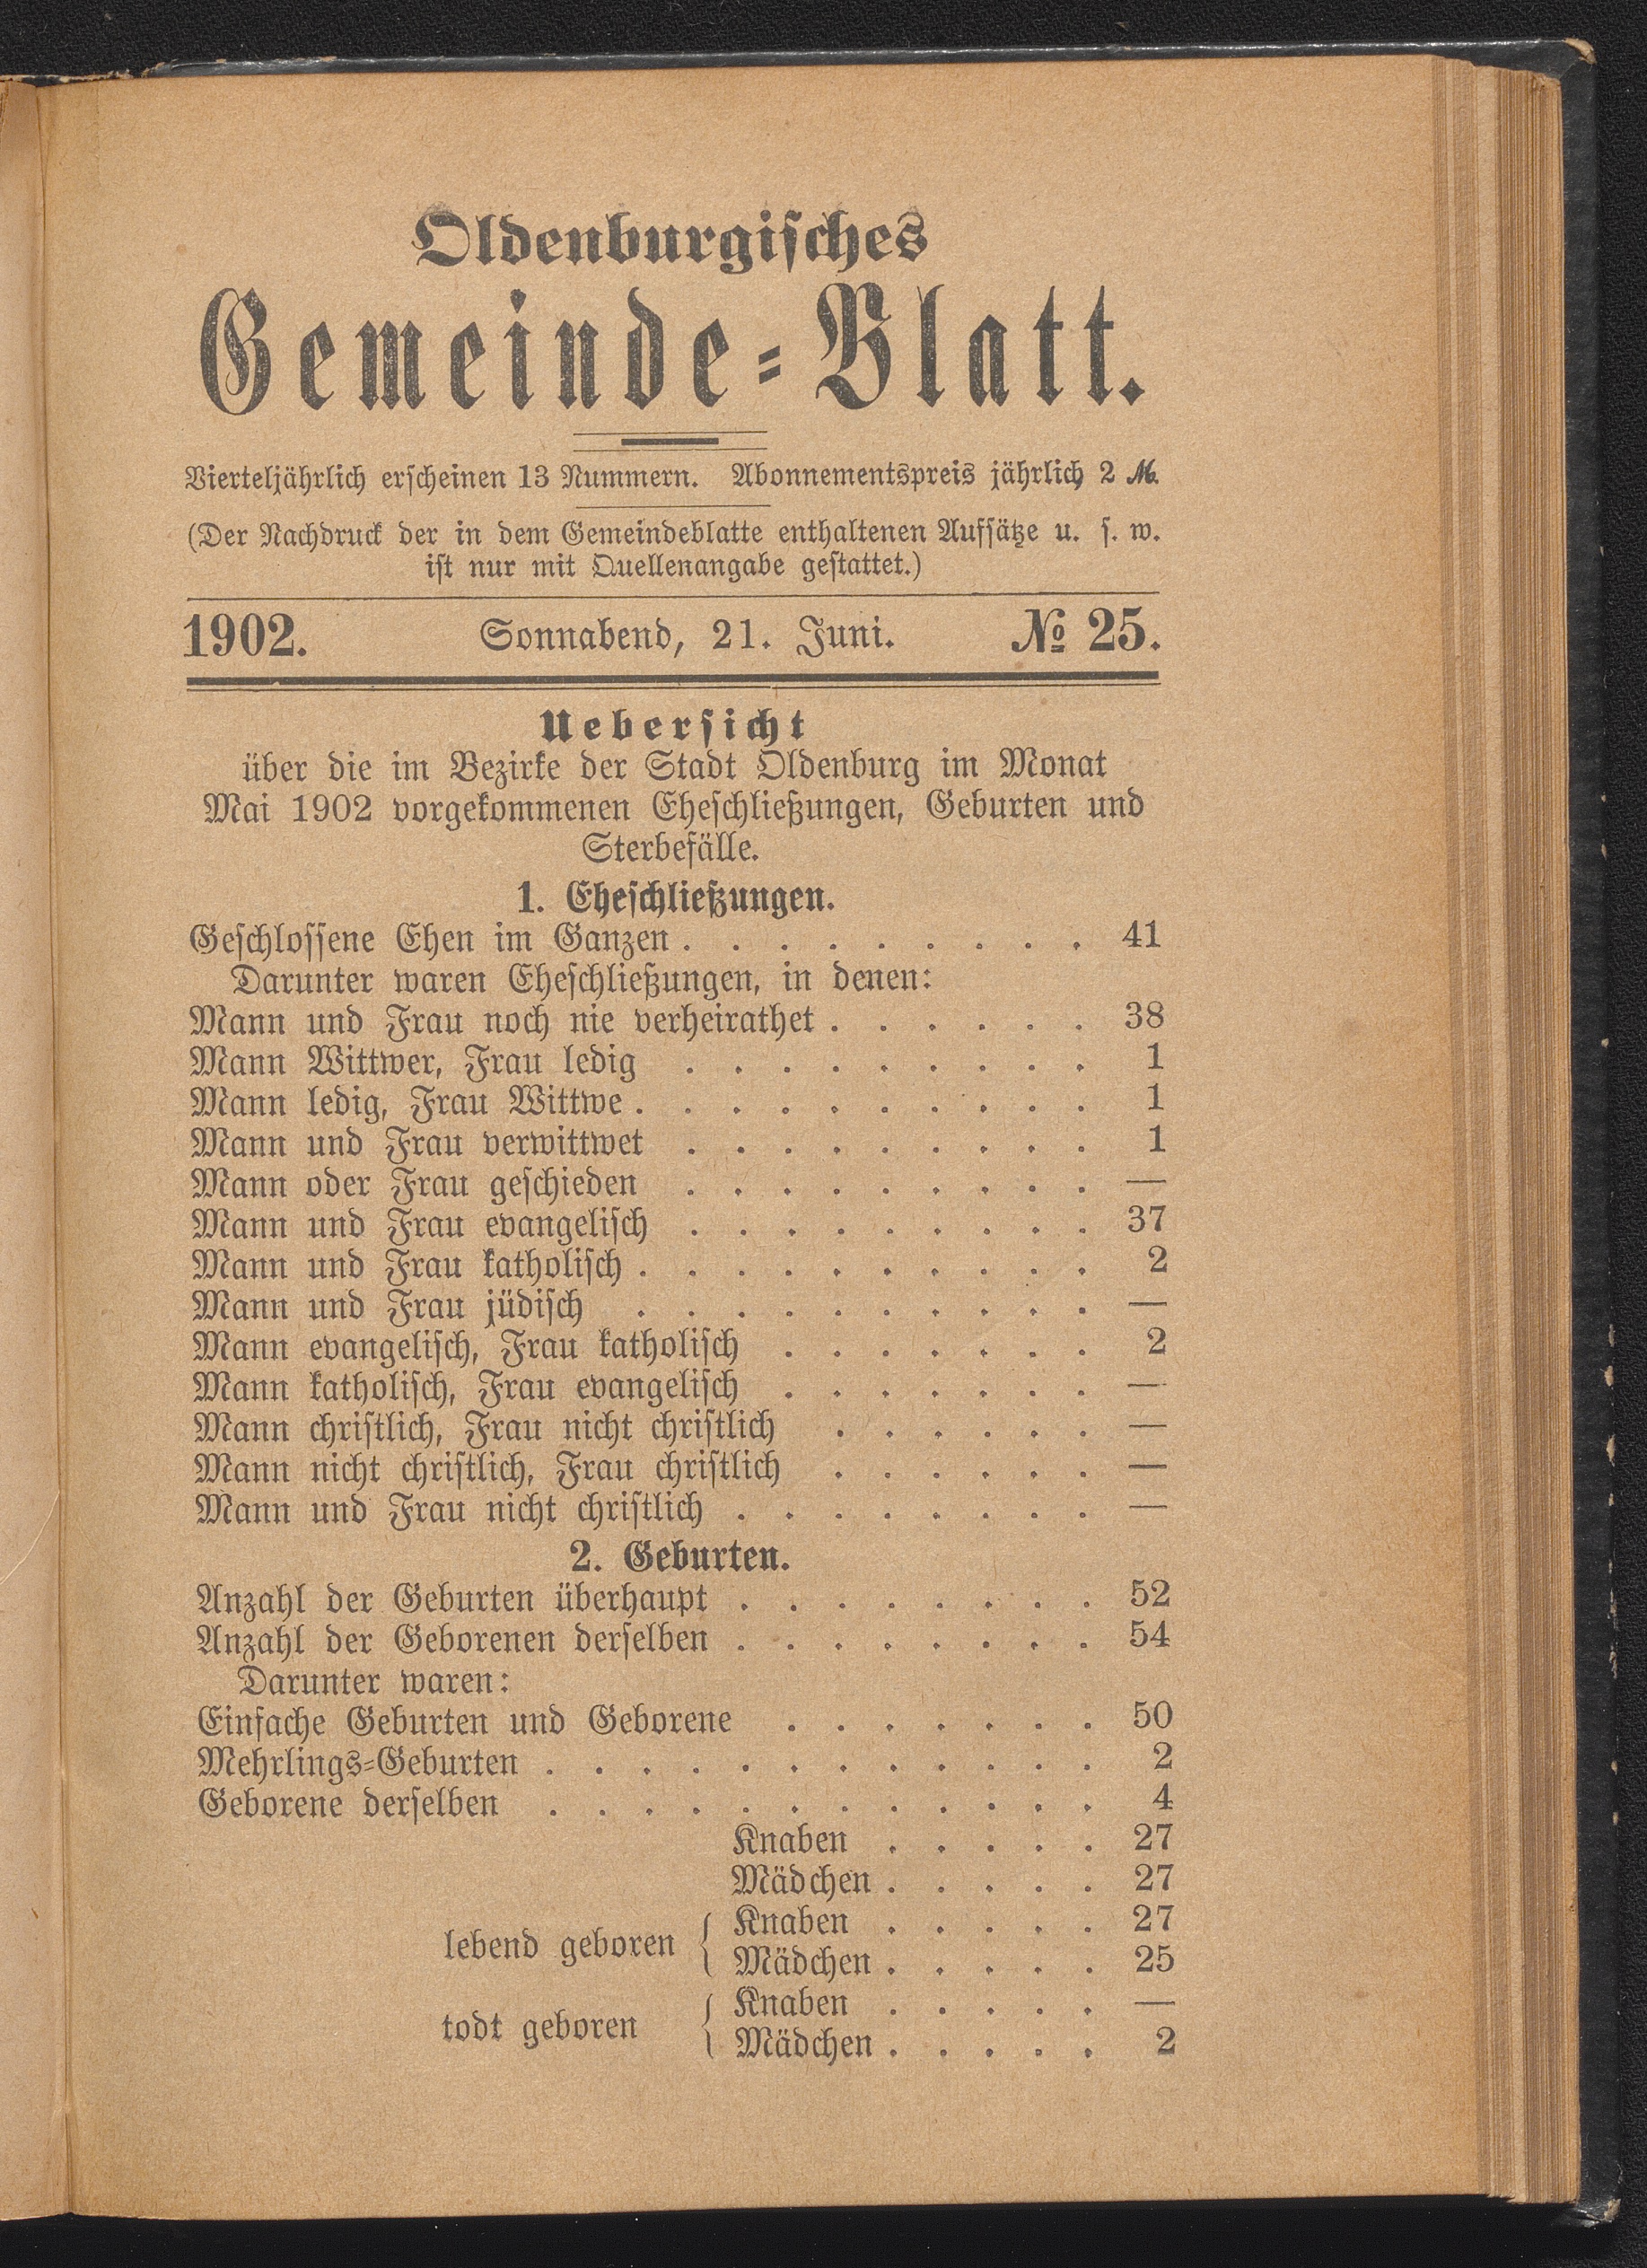 Oldenburgisches
Gemeinde-Blatt.
Vierteljährlich erscheinen 13 Nummern. Abonnementspreis jährlich 2 ℳ.
(Der Nachdruck der in dem Gemeindeblatte enthaltenen Aufsätze u. s. w.
ist nur mit Quellenangabe gestattet.)
1902. Sonnabend, 21. Juni. № 25.
Uebersicht
über die im Bezirke der Stadt Oldenburg im Monat
Mai 1902 vorgekommenen Eheschließungen, Geburten und
Sterbefälle.
1. Eheschließungen.
Geschlossene Ehen im Ganzen . . . . . . . . . 41
Darunter waren Eheschließungen, in denen:
Mann und Frau noch nie verheirathet . . . . . . 38
Mann Wittwer, Frau ledig . . . . . . . . . 1
Mann ledig, Frau Wittwe . . . . . . . . . . 1
Mann und Frau verwittwet . . . . . . . . . 1
Mann oder Frau geschieden . . . . . . . . . —
Mann und Frau evangelisch . . . . . . . . . 37
Mann und Frau katholisch . . . . . . . . . . 2
Mann und Frau jüdisch . . . . . . . . . . —
Mann evangelisch, Frau katholisch . . . . . . . 2
Mann katholisch, Frau evangelisch . . . . . . . —
Mann christlich, Frau nicht christlich . . . . . . —
Mann nicht christlich, Frau christlich . . . . . . —
Mann und Frau nicht christlich . . . . . . . . —
2. Geburten.
Anzahl der Geburten überhaupt . . . . . . . . 52
Anzahl der Geborenen derselben . . . . . . . . 54
Darunter waren:
Einfache Geburten und Geborene . . . . . . . 50
Mehrlings-Geburten . . . . . . . . . . . . 2
Geborene derselben . . . . . . . . . . . . 4
Knaben . . . . . 27
Mädchen . . . . . 27
lebend geboren { Knaben . . . . . 27
Mädchen . . . . . 25
todt geboren { Knaben . . . . . —
Mädchen . . . . . 2